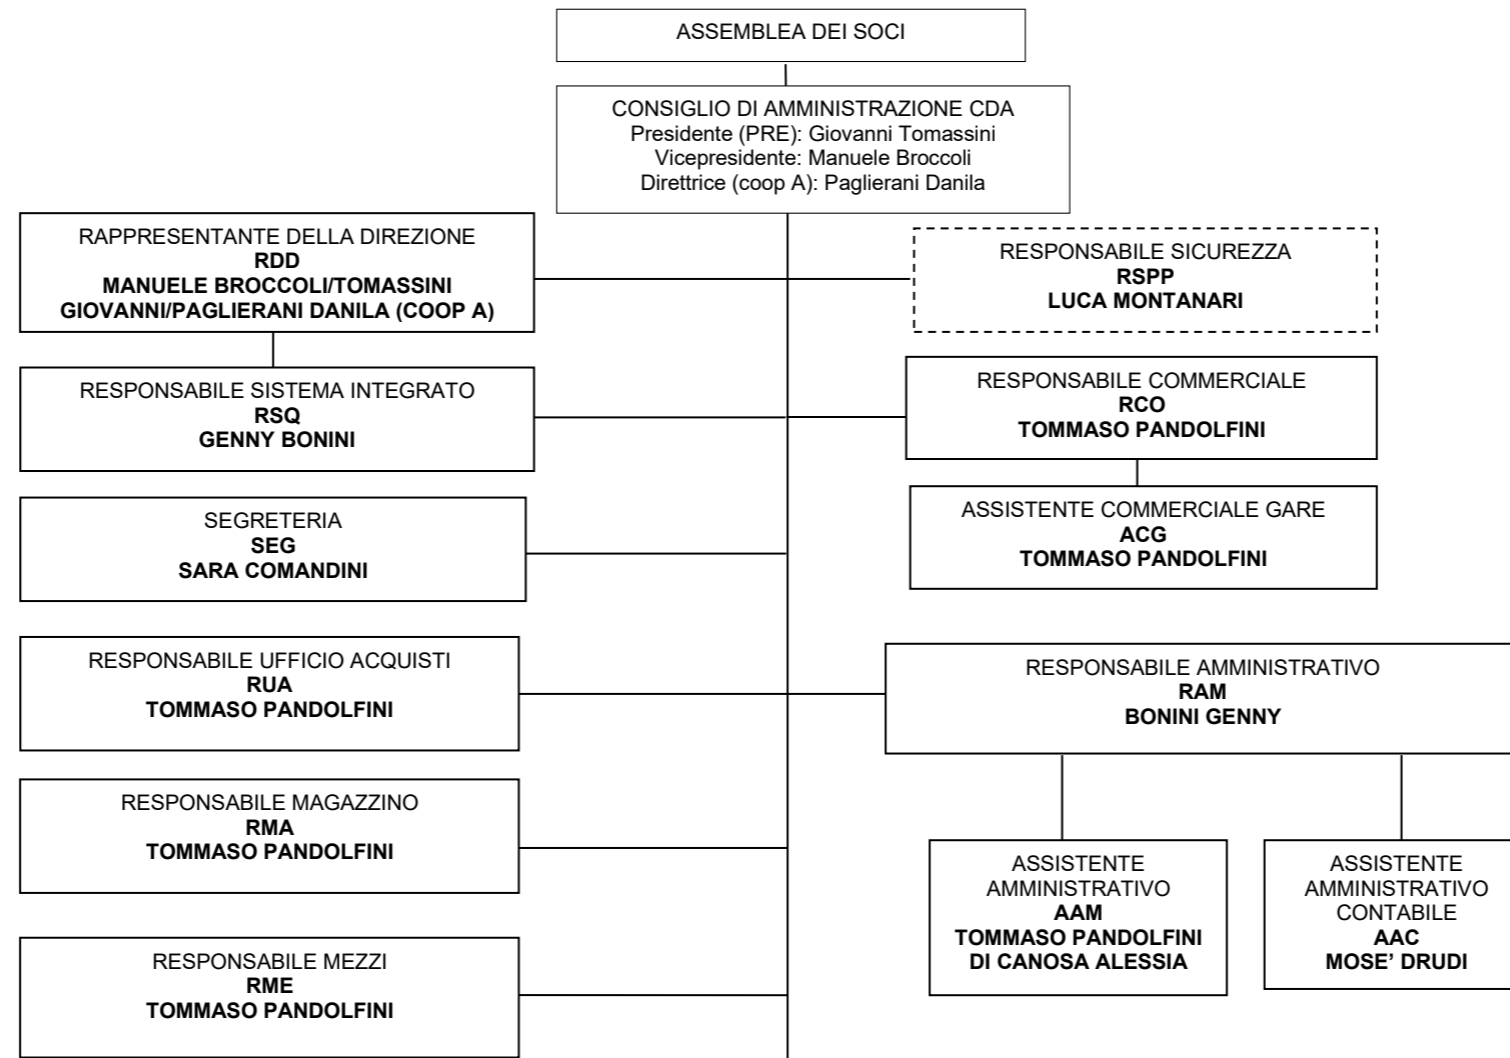 ASSEMBLEA DEI SOCI
CONSIGLIO DI AMMINISTRAZIONE CDA
Presidente (PRE): Giovanni Tomassini
Vicepresidente: Manuele Broccoli
Direttrice (coop A): Paglierani Danila
RAPPRESENTANTE DELLA DIREZIONE
RDD
MANUELE BROCCOLI/TOMASSINI
GIOVANNI/PAGLIERANI DANILA (COOP A)
RESPONSABILE SICUREZZA
RSPP
LUCA MONTANARI
RESPONSABILE SISTEMA INTEGRATO
RSQ
GENNY BONINI
RESPONSABILE COMMERCIALE
RCO
TOMMASO PANDOLFINI
SEGRETERIA
SEG
SARA COMANDINI
ASSISTENTE COMMERCIALE GARE
ACG
TOMMASO PANDOLFINI
RESPONSABILE UFFICIO ACQUISTI
RUA
TOMMASO PANDOLFINI
RESPONSABILE AMMINISTRATIVO
RAM
BONINI GENNY
RESPONSABILE MAGAZZINO
RMA
TOMMASO PANDOLFINI
ASSISTENTE
AMMINISTRATIVO
AAM
TOMMASO PANDOLFINI
DI CANOSA ALESSIA
ASSISTENTE
AMMINISTRATIVO
CONTABILE
AAC
MOSE’ DRUDI
RESPONSABILE MEZZI
RME
TOMMASO PANDOLFINI